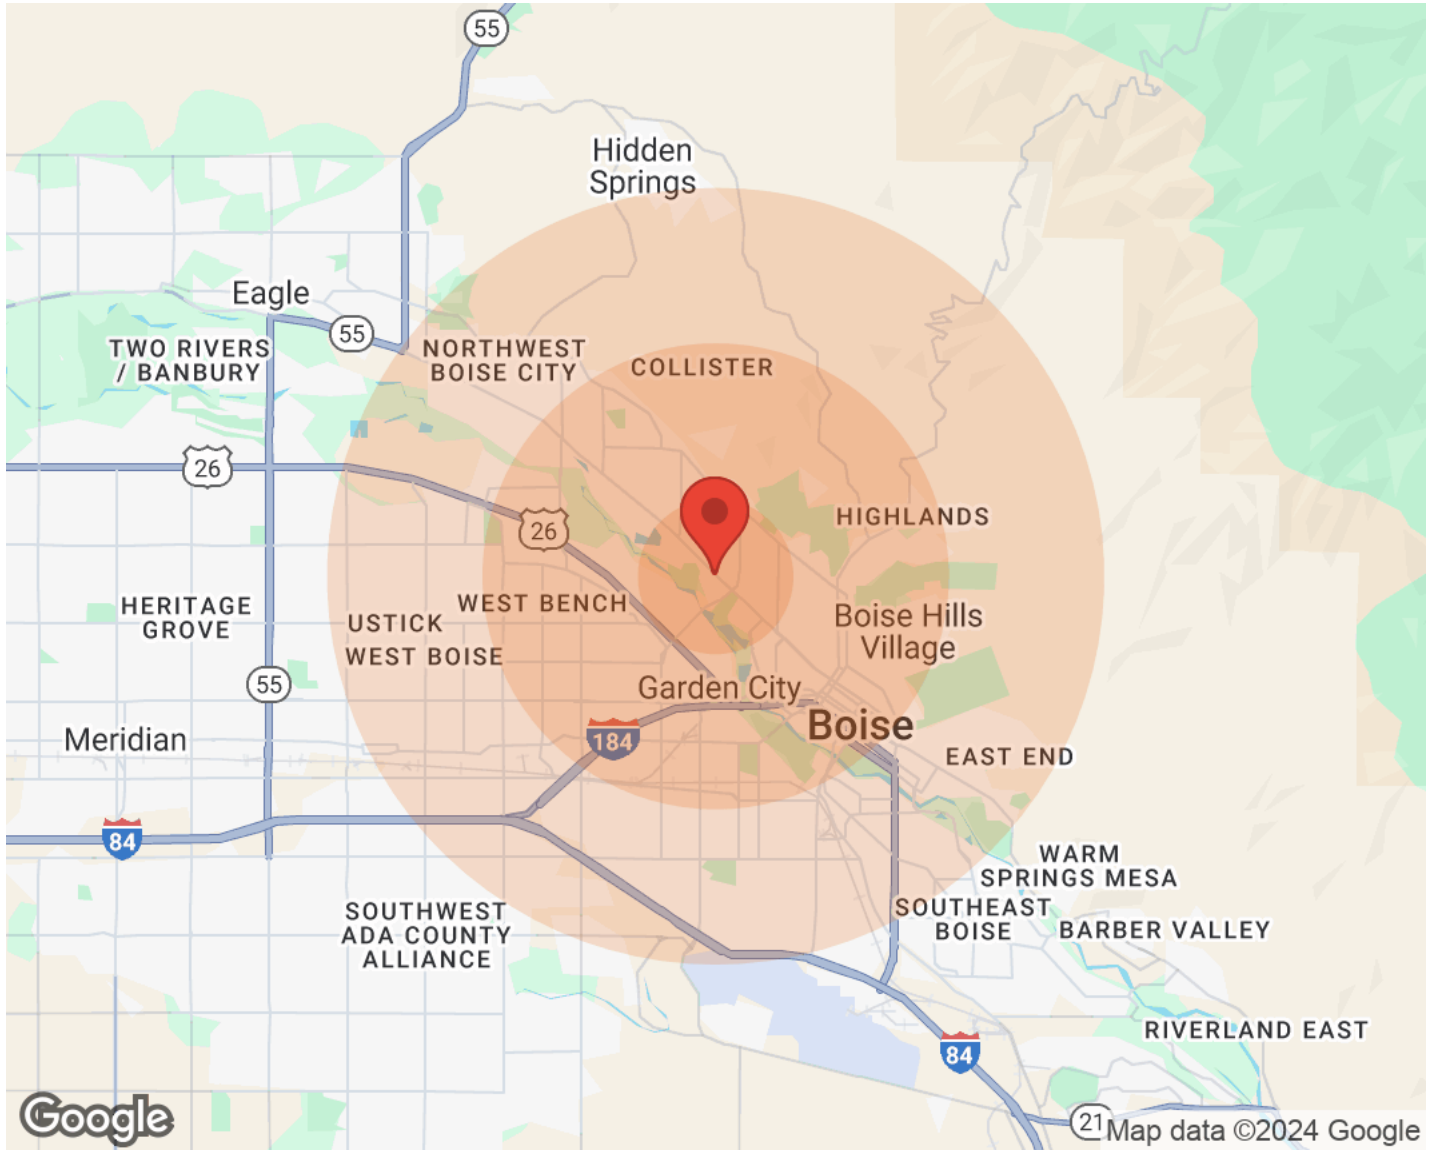 55
Hidden
Springs
Eagle
55
TWO RIVERS
/ BANBURY
NORTHWEST
BOISE CITY
COLLISTER
26
26
HIGHLANDS
HERITAGE
GROVE
USTICK
WEST BENCH
WEST BOISE
Boise Hills
Village
55
Garden City
Meridian
184
Boise
EAST END
84
WARM
SPRINGS MESA
SOUTHWEST
ADA COUNTY
ALLIANCE
SOUTHEAST
BOISE
BARBER VALLEY
RIVERLAND EAST
84
Google
21
Map data ©2024 Google